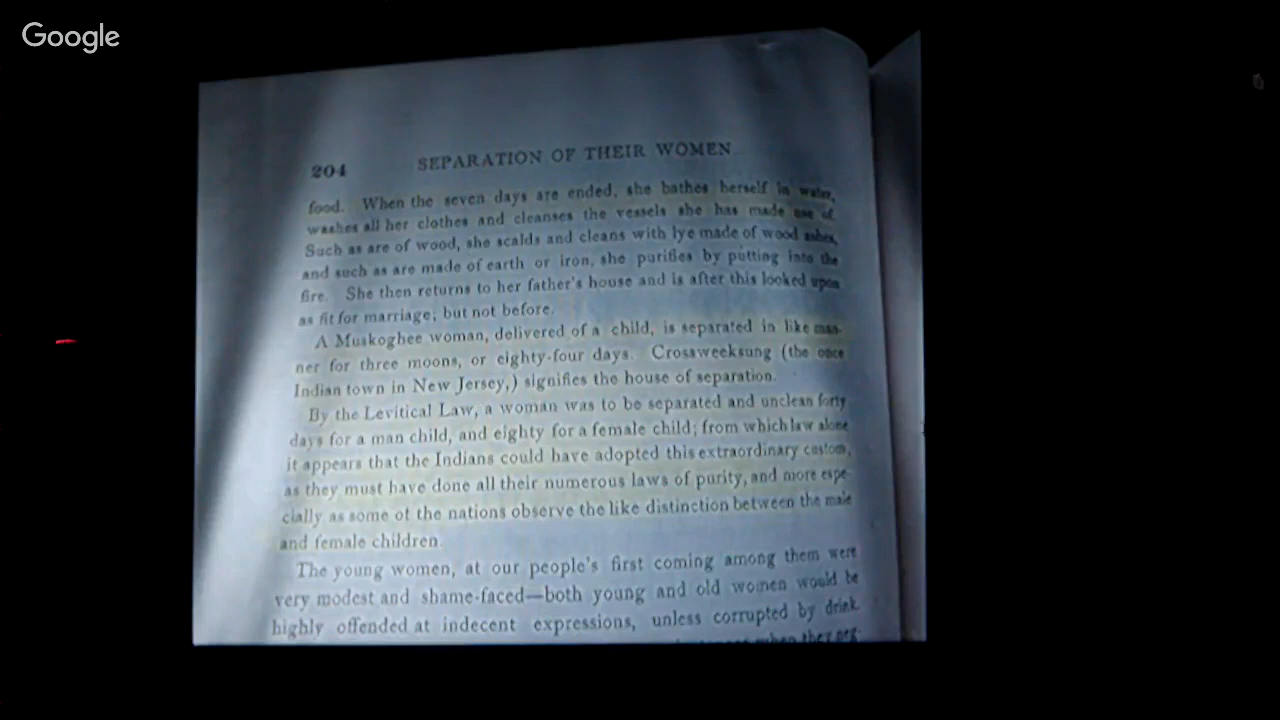 Google
204 SEPARATION OF THEIR WOMEN
food. When the seven days are ended, she bathes herself in water,
washes all her clothes and cleanses the vessels she has made use of.
Such as are of wood, she scalds and cleans with lye made of wood ashes,
and such as are made of earth or iron, she purifies by putting into the
fire. She then returns to her father's house and is after this looked upon
as fit for marriage; but not before.
A Muskoghee woman, delivered of a child, is separated in like man-
ner for three moons, or eighty-four days. Crossweeksung (the once
Indian town in New Jersey,) signifies the house of separation.
By the Levitical Law, a woman was to be separated and unclean forty
days for a man child, and eighty for a female child; from which law alone
it appears that the Indians could have adopted this extraordinary custom,
as they must have done all their numerous laws of purity, and more espe-
cially as some of the nations observe the like distinction between the male
and female children.
The young women, at our people's first coming among them were
very modest and shame-faced—both young and old women would be
highly offended at indecent expressions, unless corrupted by drink
when they